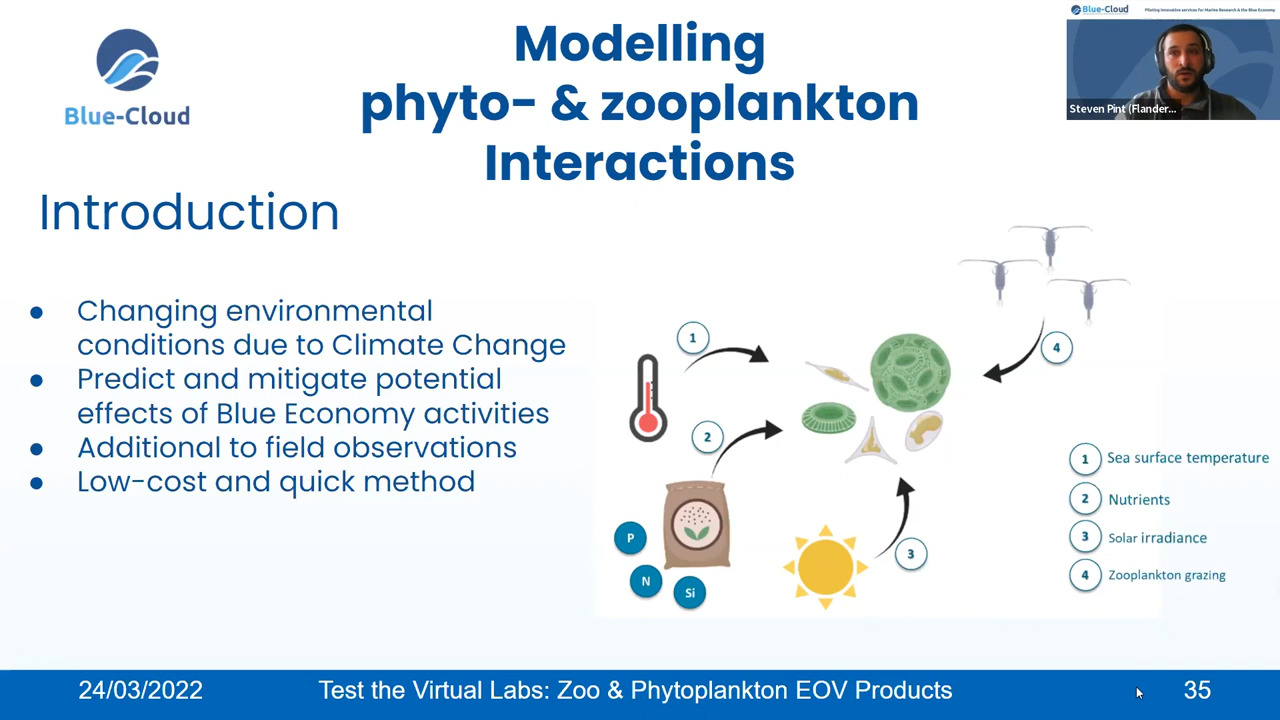 Blue-Cloud
Modelling
phyto- & zooplankton
Interactions
Blue-Cloud
Piloting innovative services for Marine Research & the Blue Economy
Steven Pint (Flander...
Introduction
● Changing environmental
conditions due to Climate Change
● Predict and mitigate potential
effects of Blue Economy activities
● Additional to field observations
● Low-cost and quick method
1
2
3
4
P
N
Si
1 Sea surface temperature
2 Nutrients
3 Solar irradiance
4 Zooplankton grazing
24/03/2022
Test the Virtual Labs: Zoo & Phytoplankton EOV Products
35